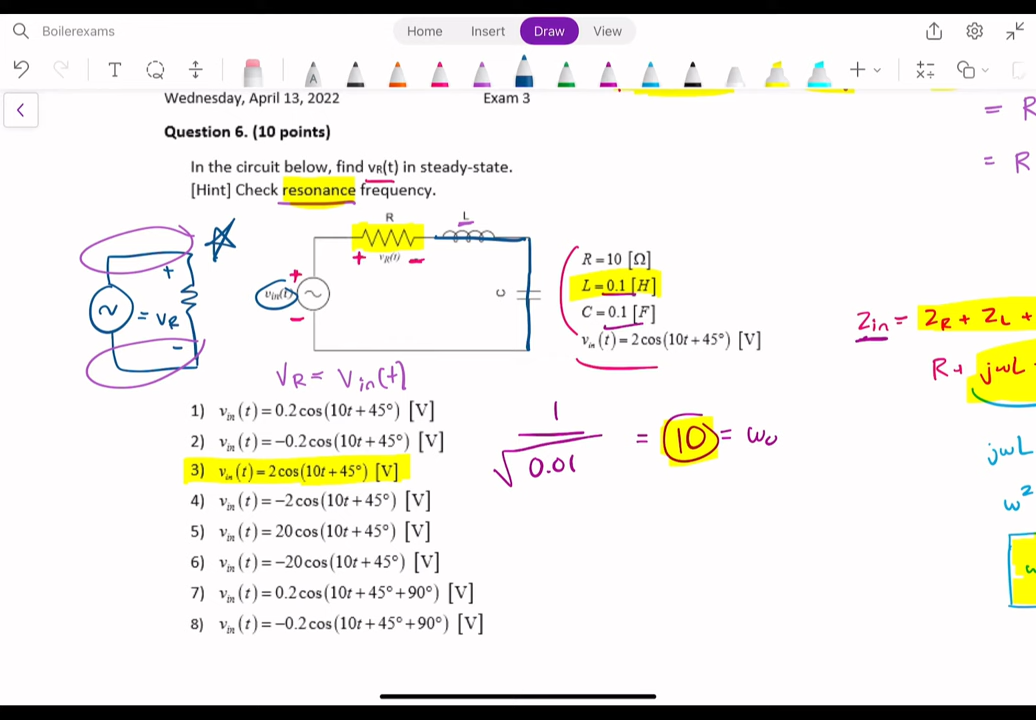 Boilerexams
Home Insert Draw View
Wednesday, April 13, 2022 Exam 3
Question 6. (10 points)
In the circuit below, find vR(t) in steady-state.
[Hint] Check resonance frequency.
R
L
vR(t)
+ −
vin(t)
+
−
C
+
= VR
−
R = 10 [Ω]
L = 0.1 [H]
C = 0.1 [F]
vin (t) = 2cos(10t + 45°) [V]
VR = Vin(t)
1) vin (t) = 0.2cos(10t + 45°) [V]
2) vin (t) = −0.2cos(10t + 45°) [V]
3) vin (t) = 2cos(10t + 45°) [V]
4) vin (t) = −2cos(10t + 45°) [V]
5) vin (t) = 20cos(10t + 45°) [V]
6) vin (t) = −20cos(10t + 45°) [V]
7) vin (t) = 0.2cos(10t + 45° + 90°) [V]
8) vin (t) = −0.2cos(10t + 45° + 90°) [V]
1
√0.01 = 10 = ω0
= R
= R
Zin = ZR + ZL +
R + jωL
jωL
ω²